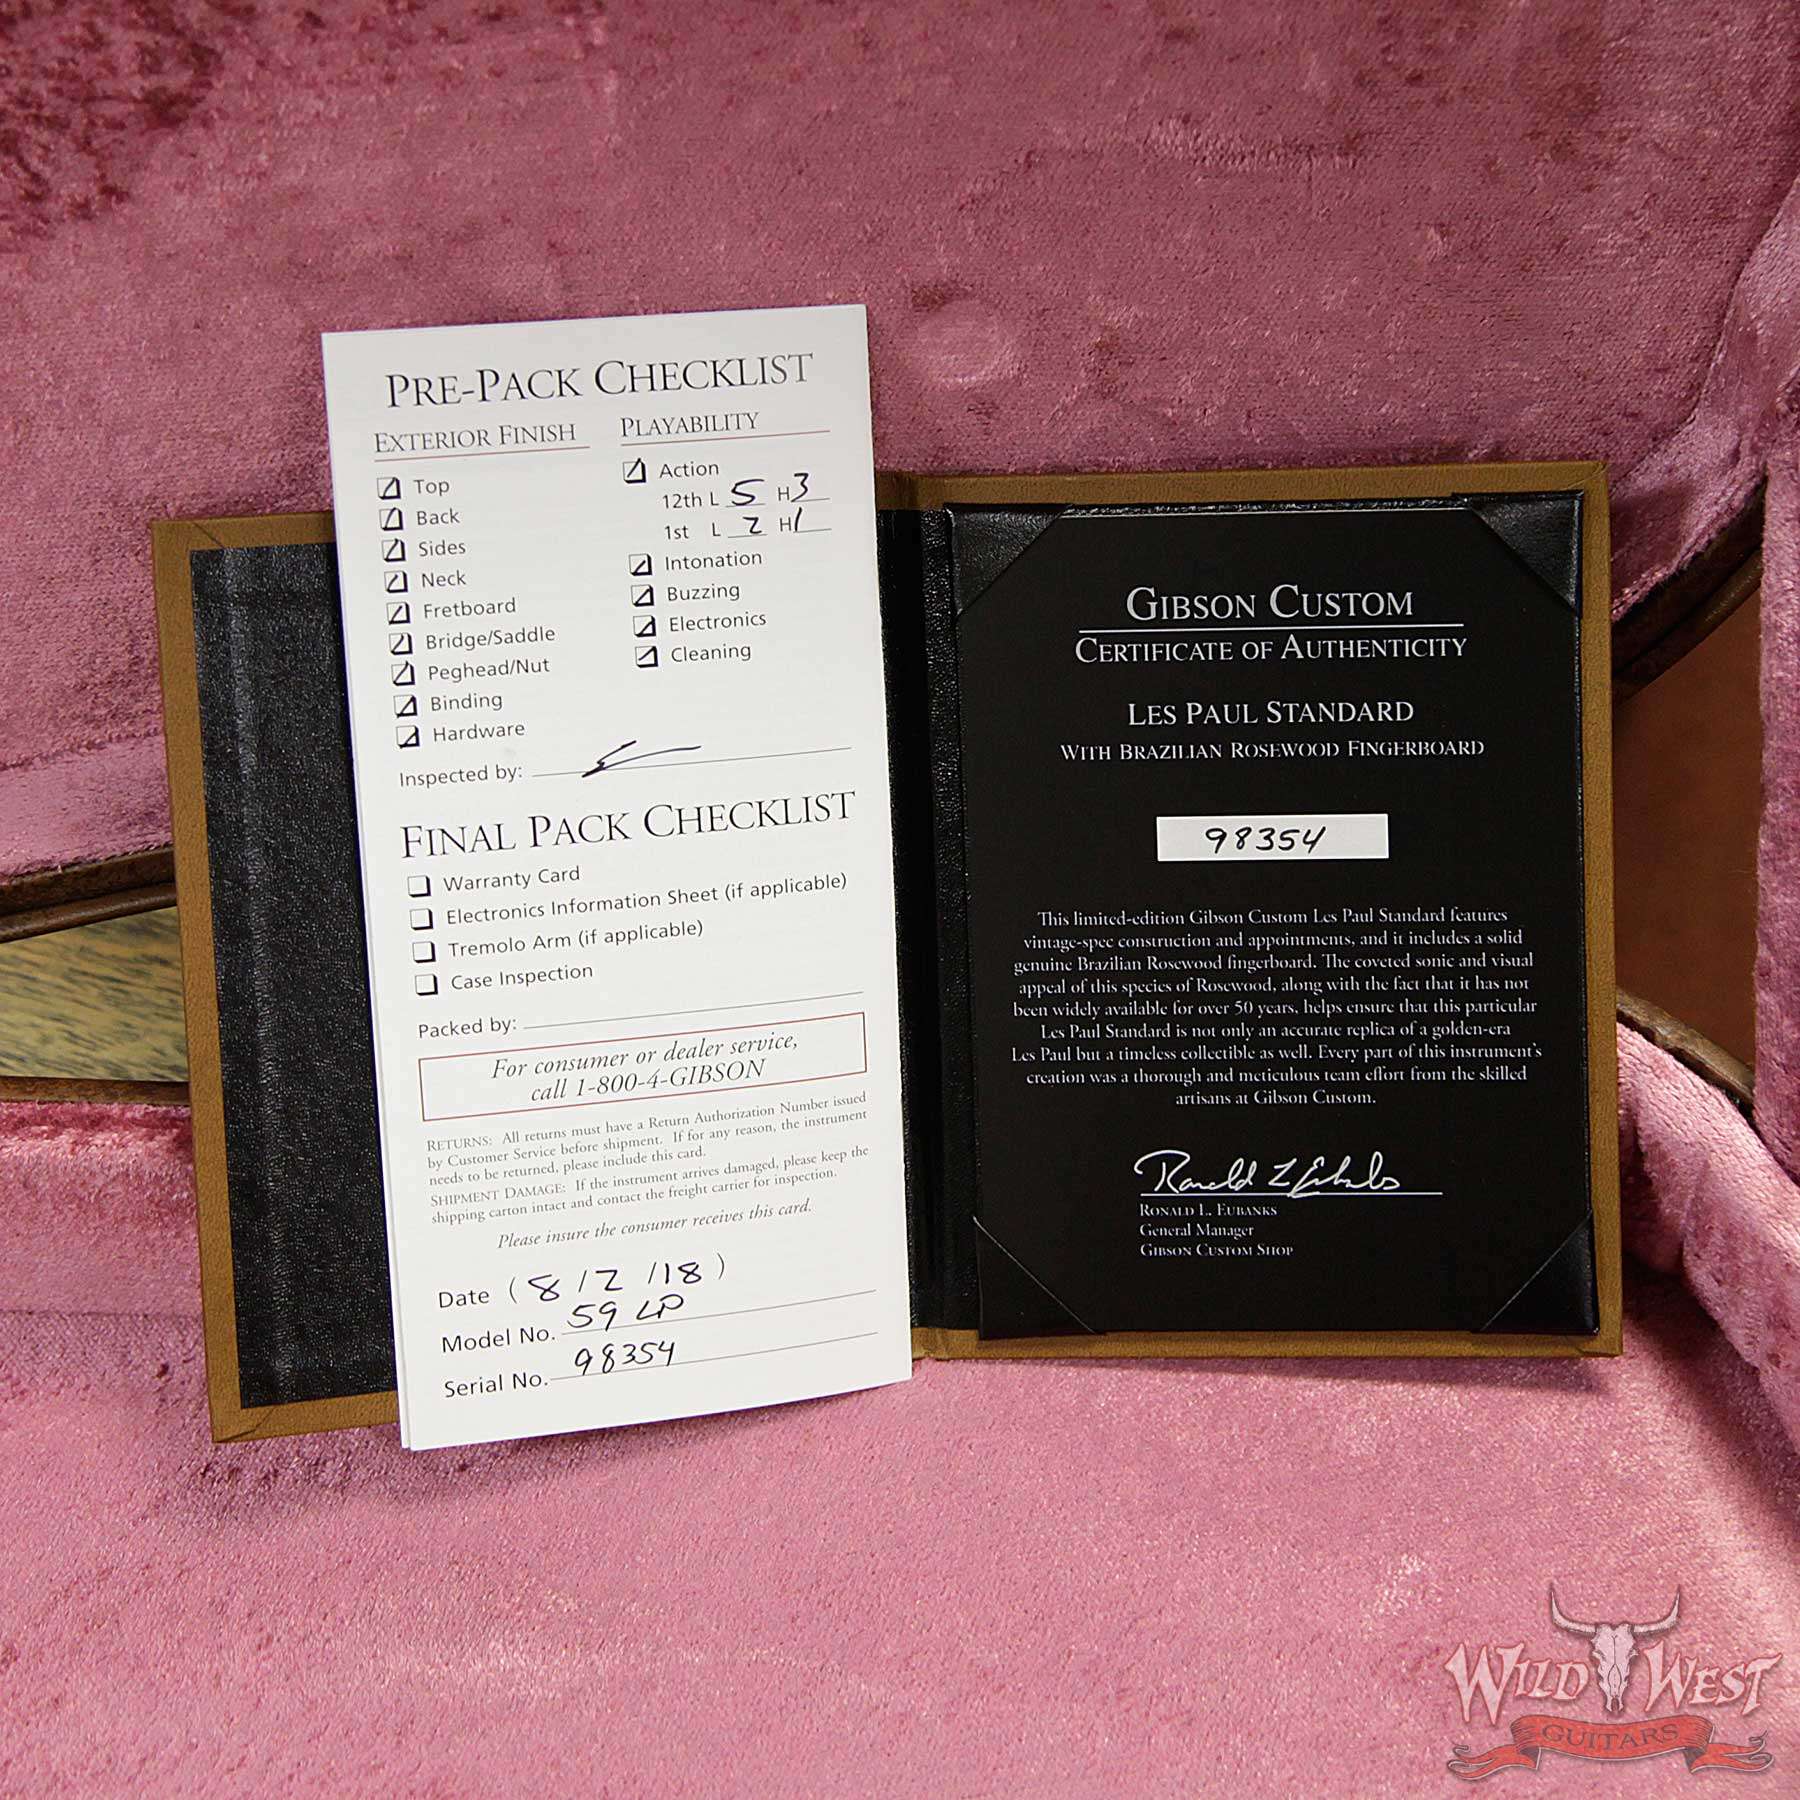 PRE-PACK CHECKLIST
EXTERIOR FINISH
Top
Back
Sides
Neck
Fretboard
Bridge/Saddle
Peghead/Nut
Binding
Hardware
PLAYABILITY
Action
12th L 5 H 3
1st L 2 H 1
Intonation
Buzzing
Electronics
Cleaning
Inspected by:
FINAL PACK CHECKLIST
Warranty Card
Electronics Information Sheet (if applicable)
Tremolo Arm (if applicable)
Case Inspection
Packed by:
For consumer or dealer service,
call 1-800-4-GIBSON
RETURNS: All returns must have a Return Authorization Number issued
by Customer Service before shipment. If for any reason, the instrument
needs to be returned, please include this card.
SHIPMENT DAMAGE: If the instrument arrives damaged, please keep the
shipping carton intact and contact the freight carrier for inspection.
Please insure the consumer receives this card.
Date (8/2/18)
Model No. 59 LP
Serial No. 98354
GIBSON CUSTOM
CERTIFICATE OF AUTHENTICITY
LES PAUL STANDARD
WITH BRAZILIAN ROSEWOOD FINGERBOARD
98354
This limited-edition Gibson Custom Les Paul Standard features
vintage-spec construction and appointments, and it includes a solid
genuine Brazilian Rosewood fingerboard. The coveted sonic and visual
appeal of this species of Rosewood, along with the fact that it has not
been widely available for over 50 years, helps ensure that this particular
Les Paul Standard is not only an accurate replica of a golden-era
Les Paul but a timeless collectible as well. Every part of this instrument's
creation was a thorough and meticulous team effort from the skilled
artisans at Gibson Custom.
Ronald L Eubanks
RONALD L. EUBANKS
General Manager
GIBSON CUSTOM SHOP
WILD WEST
GUITARS